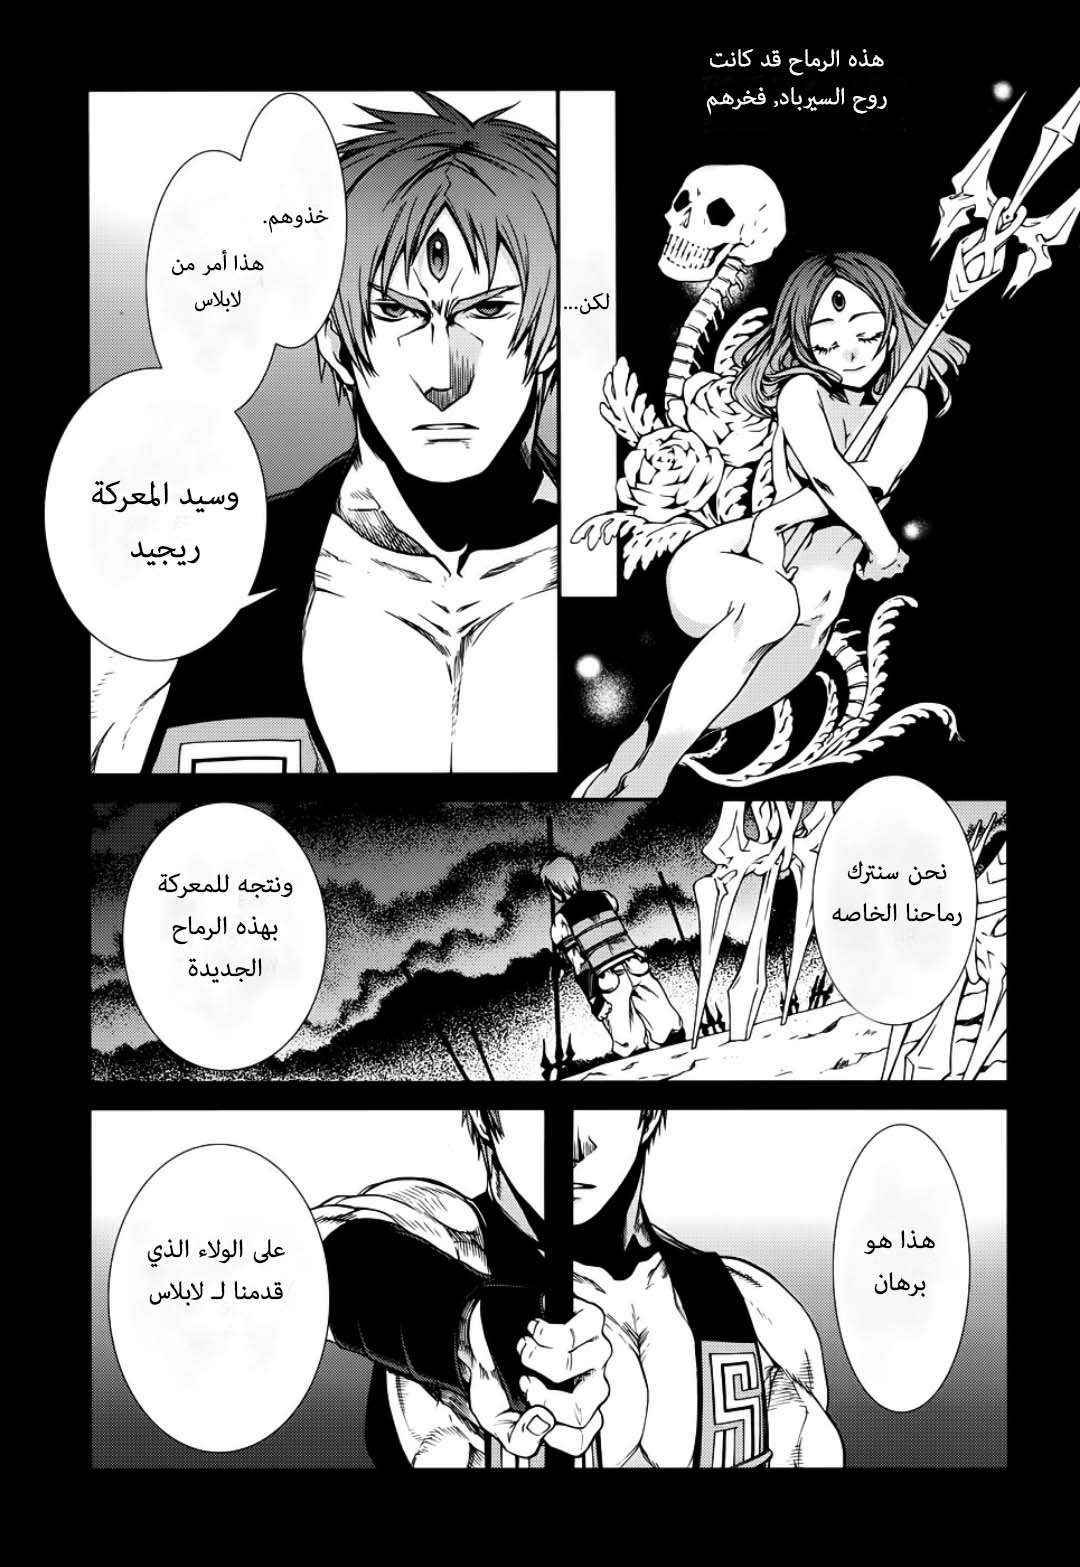 هذه الرماح قد كانت
روح السيرباد, فخرهم
لكن...
خذوهم.
هذا أمر من
لابلاس
وسيد المعركة
ريجيد
نحن سنترك
رماحنا الخاصه
ونتجه للمعركة
بهذه الرماح
الجديدة
هذا هو
برهان
على الولاء الذي
قدمنا لـ لابلاس